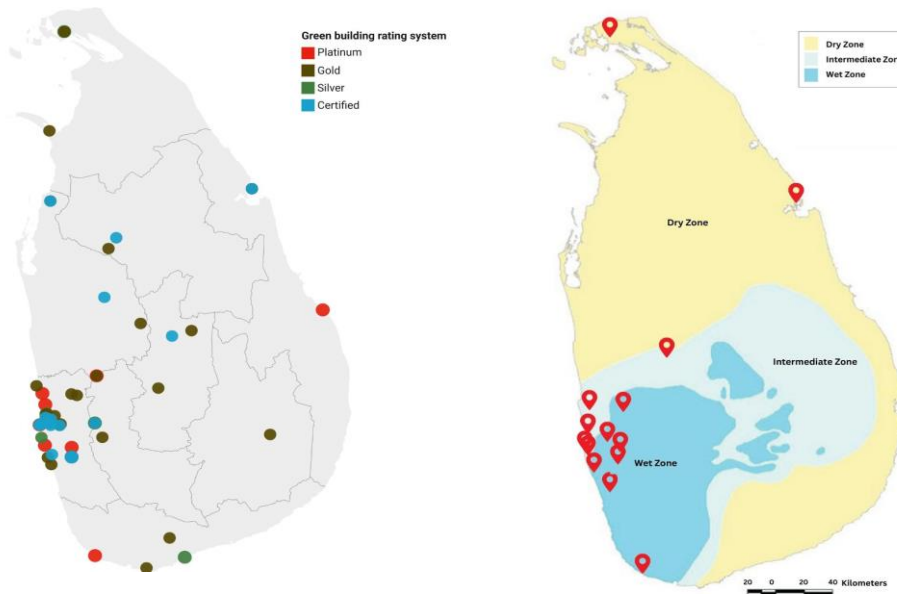 Green building rating system
Platinum
Gold
Silver
Certified
Dry Zone
Intermediate Zon
Wet Zone
Dry Zone
Intermediate Zone
Wet Zone
20 0 20 40 Kilometers